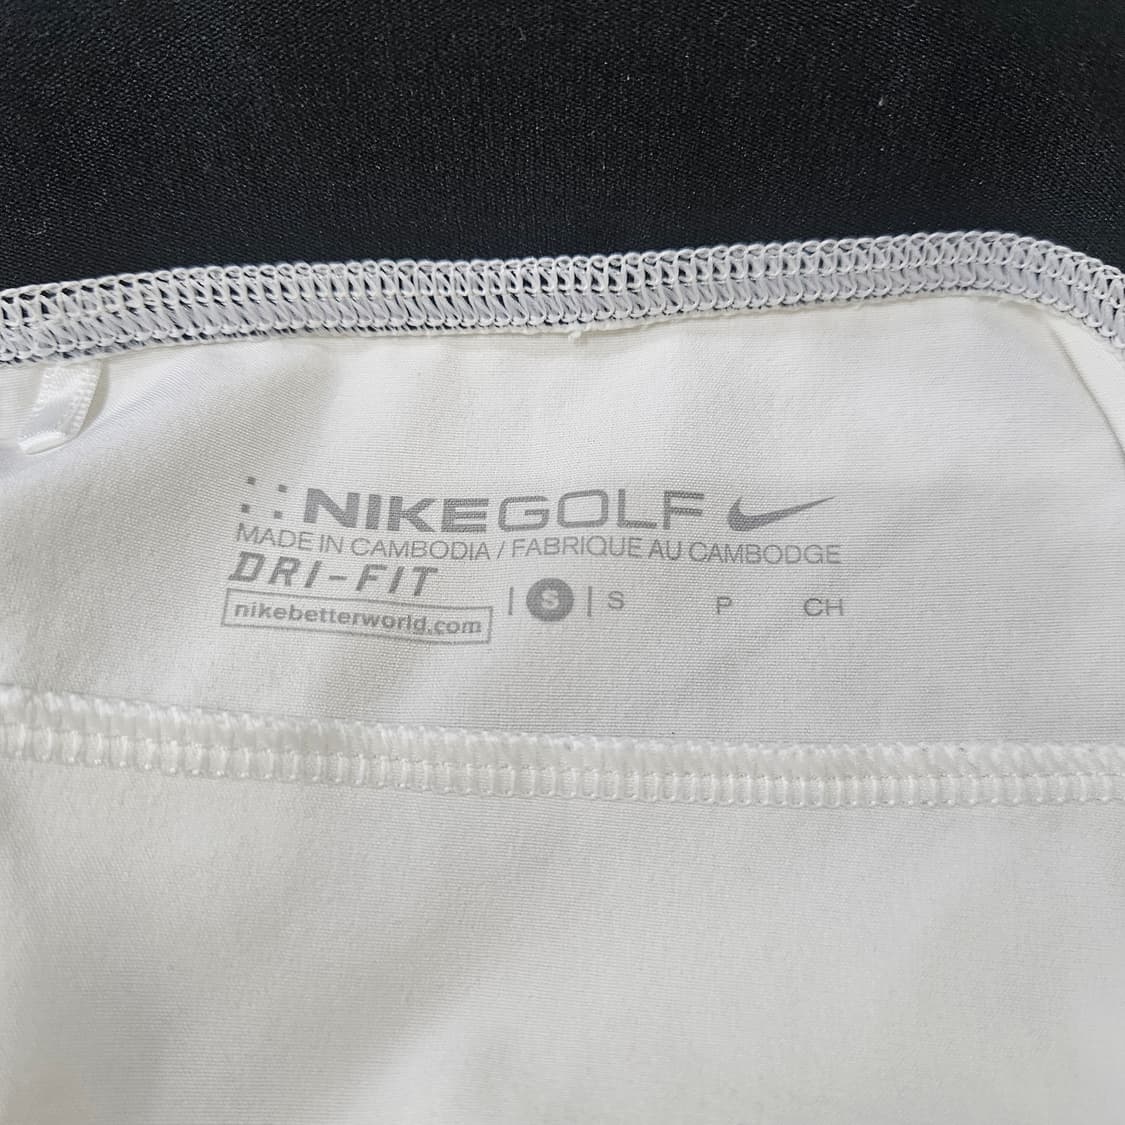 NIKEGOLF
MADE IN CAMBODIA / FABRIQUE AU CAMBODGE
DRI-FIT
nikebetterworld.com
| S | S P CH